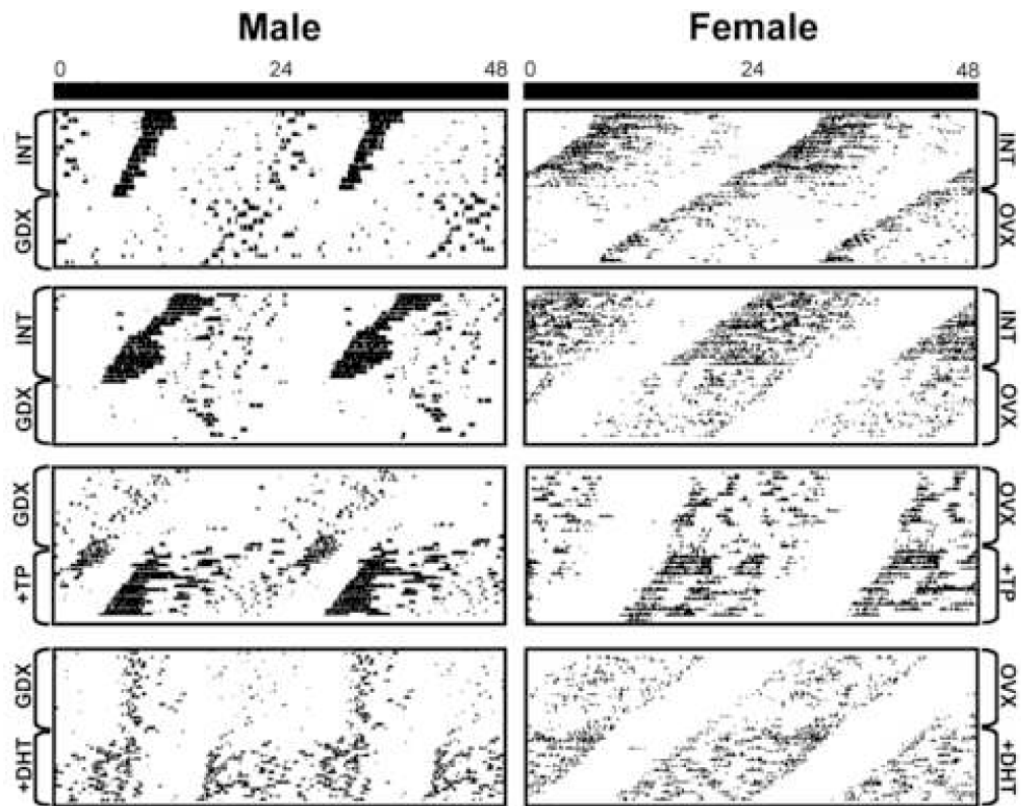 Male Female
0 24 48 0 24 48
INT INT
GDX OVX
INT INT
GDX OVX
GDX OVX
+TP +TP
GDX OVX
+DHT +DHT